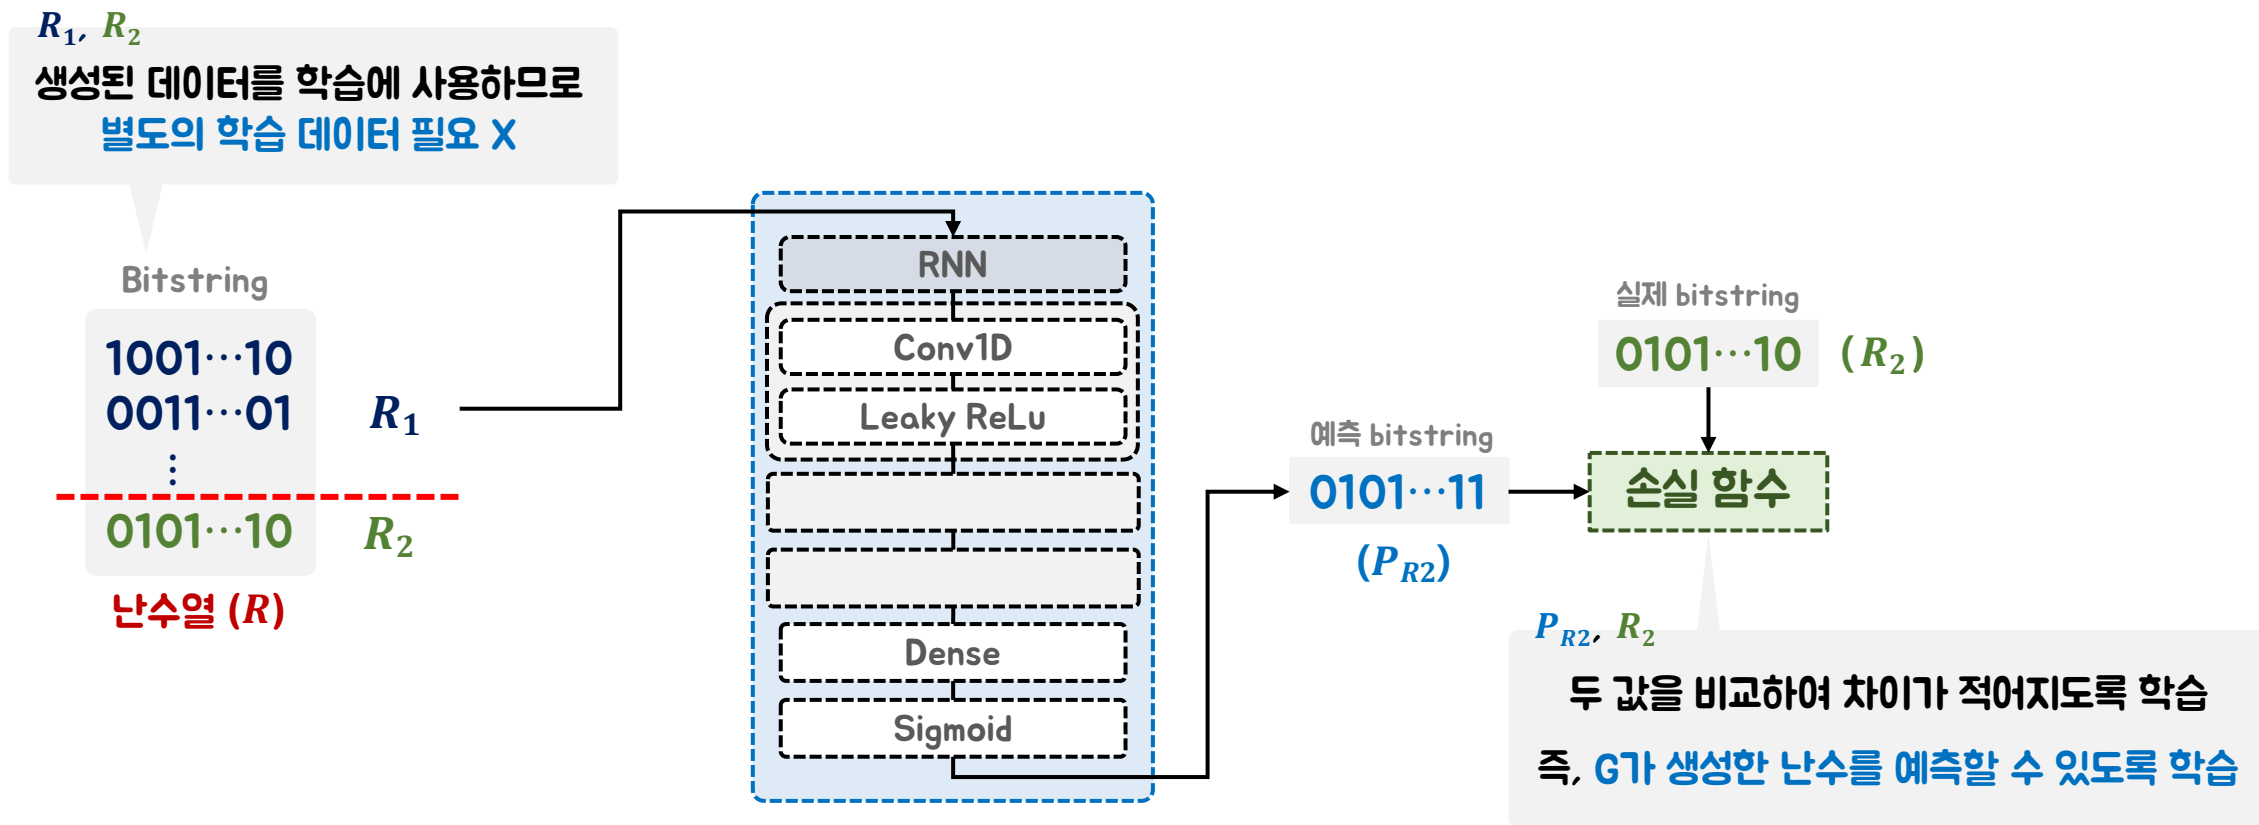 R₁, R₂
생성된 데이터를 학습에 사용하므로
별도의 학습 데이터 필요 X
Bitstring
1001⋯10
0011⋯01
⋮
0101⋯10
R₁
R₂
난수열 (R)
RNN
Conv1D
Leaky ReLu
Dense
Sigmoid
예측 bitstring
0101⋯11
(P_R2)
실제 bitstring
0101⋯10 (R₂)
손실 함수
P_R2, R₂
두 값을 비교하여 차이가 적어지도록 학습
즉, G가 생성한 난수를 예측할 수 있도록 학습